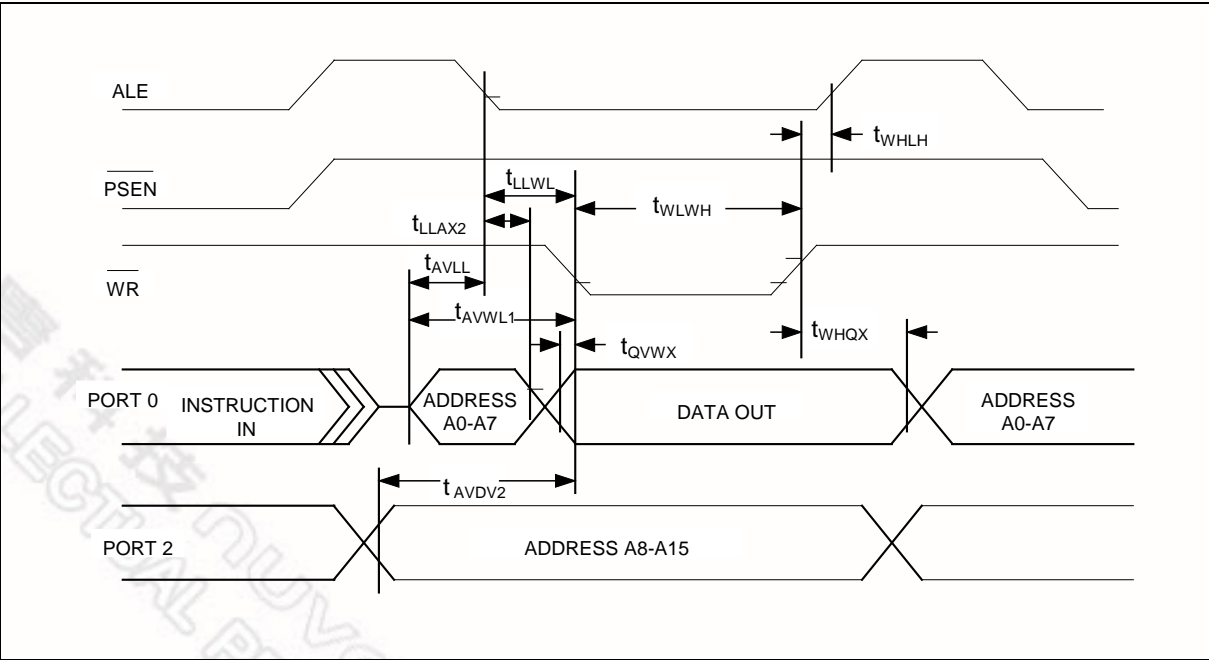 ALE
tWHLH
PSEN
tLLWL
tWLWH
tLLAX2
tAVLL
WR
tAVWL1
tWHQX
tQVWX
PORT 0
INSTRUCTION
IN
ADDRESS
A0-A7
DATA OUT
ADDRESS
A0-A7
tAVDV2
PORT 2
ADDRESS A8-A15